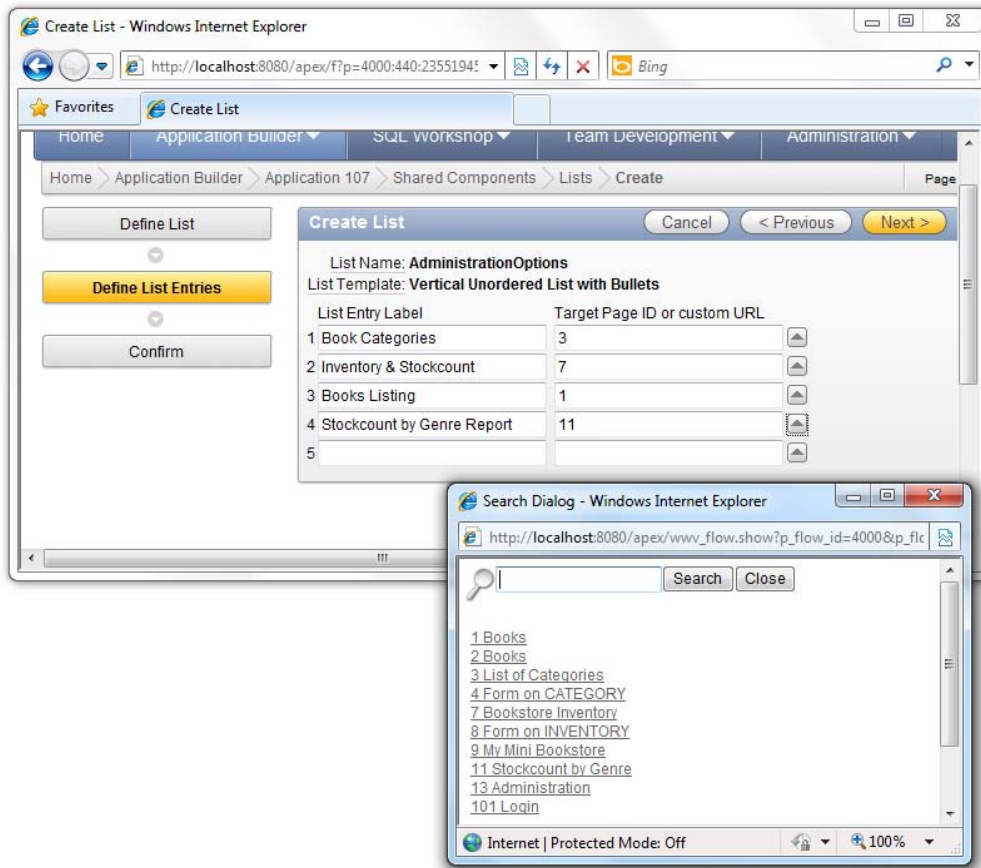 Create List - Windows Internet Explorer
http://localhost:8080/apex/f?p=4000:440:23551945
Bing
Favorites
Create List
Home Application Builder SQL Workshop Team Development Administration
Home Application Builder Application 107 Shared Components Lists Create Page
Define List
Define List Entries
Confirm
Create List Cancel < Previous Next >
List Name: AdministrationOptions
List Template: Vertical Unordered List with Bullets
List Entry Label Target Page ID or custom URL
1 Book Categories 3
2 Inventory & Stockcount 7
3 Books Listing 1
4 Stockcount by Genre Report 11
5
Search Dialog - Windows Internet Explorer
http://localhost:8080/apex/wwv_flow.show?p_flow_id=4000&p_flo
Search Close
1 Books
2 Books
3 List of Categories
4 Form on CATEGORY
7 Bookstore Inventory
8 Form on INVENTORY
9 My Mini Bookstore
11 Stockcount by Genre
13 Administration
101 Login
Internet | Protected Mode: Off 100%